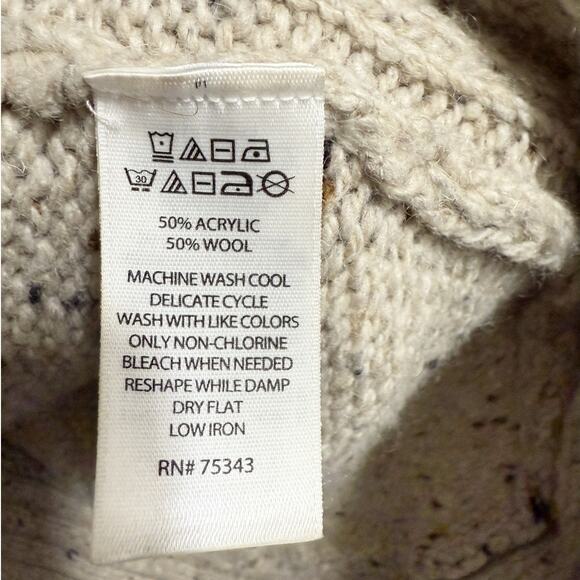 30
50% ACRYLIC
50% WOOL
MACHINE WASH COOL
DELICATE CYCLE
WASH WITH LIKE COLORS
ONLY NON-CHLORINE
BLEACH WHEN NEEDED
RESHAPE WHILE DAMP
DRY FLAT
LOW IRON
RN# 75343